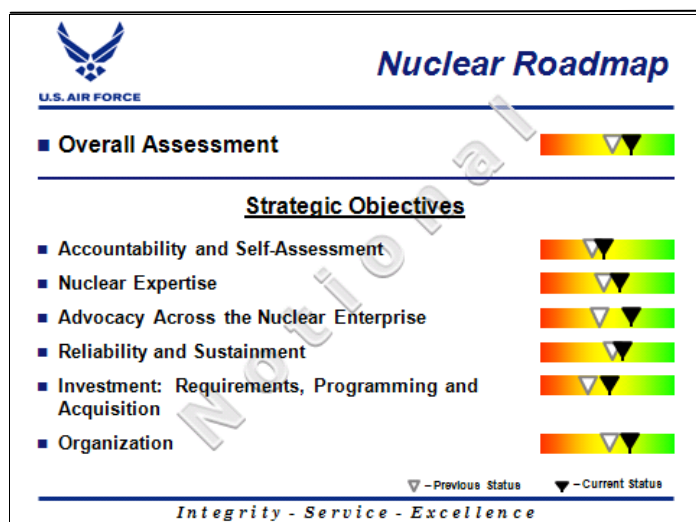 Nuclear Roadmap
U.S. AIR FORCE
Overall Assessment
Strategic Objectives
Accountability and Self-Assessment
Nuclear Expertise
Advocacy Across the Nuclear Enterprise
Reliability and Sustainment
Investment: Requirements, Programming and
Acquisition
Organization
Notional
– Previous Status
– Current Status
Integrity - Service - Excellence